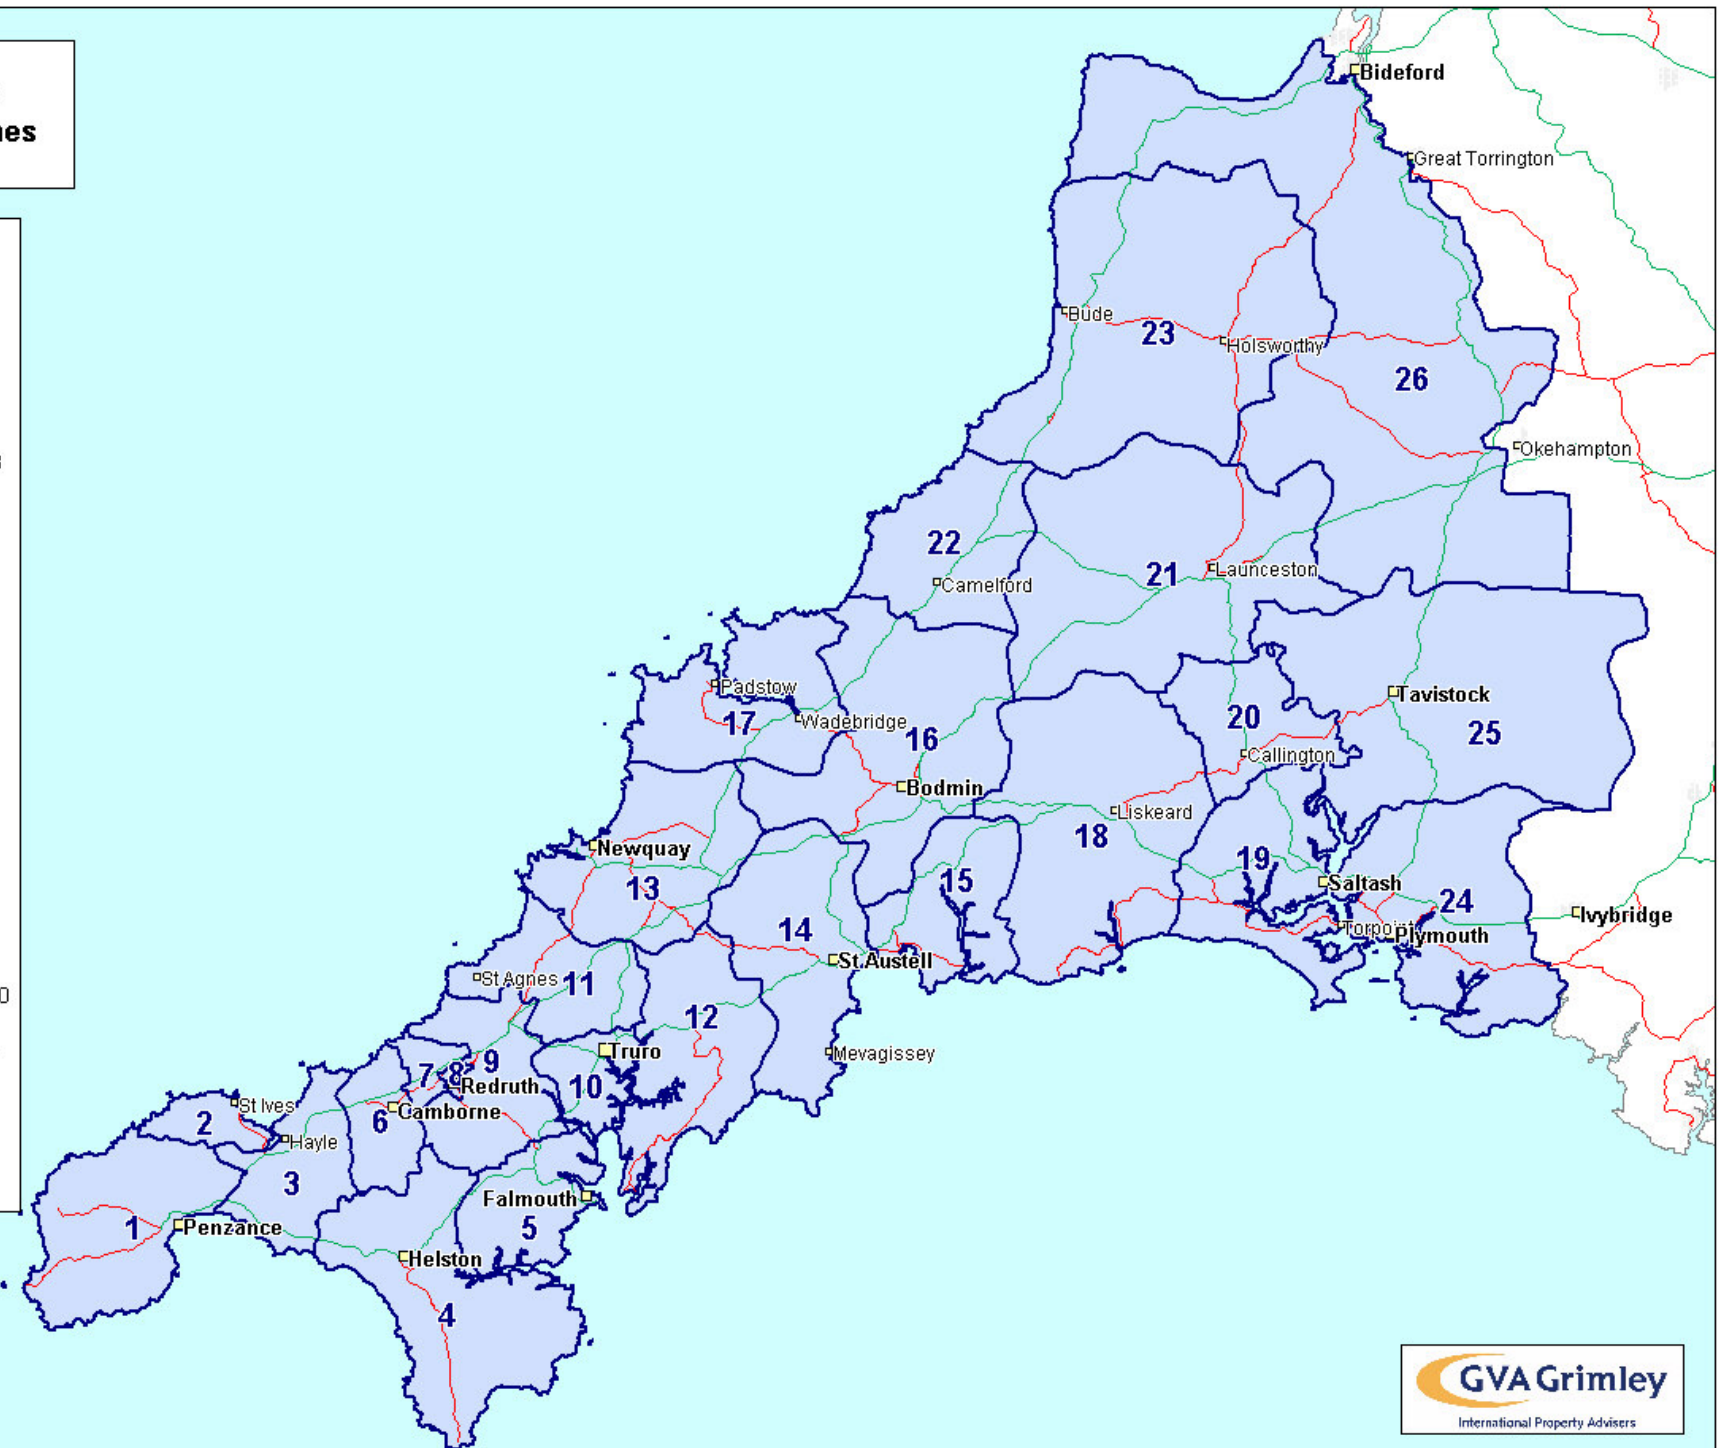 nes
0
Bideford
Great Torrington
Bude
23
Holsworthy
26
Okehampton
22
Camelford
21
Launceston
Padstow
17
Wadebridge
16
Bodmin
20
Callington
Tavistock
25
Liskeard
18
Newquay
13
15
19
Saltash
24
Ivybridge
Plymouth
14
St Austell
St Agnes
11
12
Truro
Mevagissey
7
8
9
Redruth
10
6
Camborne
2
St Ives
Hayle
3
Falmouth
5
1
Penzance
Helston
4
GVA Grimley
International Property Advisers